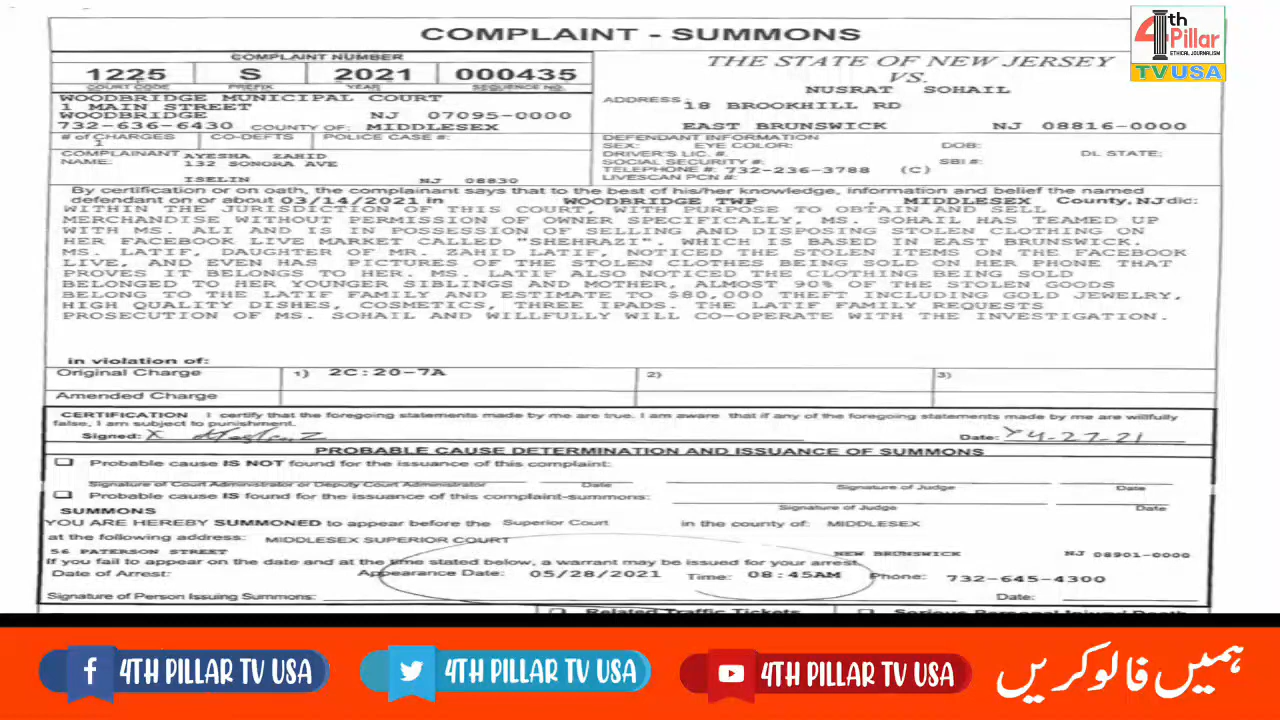 4th Pillar
ETHICAL JOURNALISM
TV USA
COMPLAINT - SUMMONS
COMPLAINT NUMBER
1225 S 2021 000435
COURT CODE PREFIX YEAR SEQUENCE NO.
THE STATE OF NEW JERSEY
VS.
NUSRAT SOHAIL
ADDRESS: 18 BROOKHILL RD
EAST BRUNSWICK NJ 08816-0000
WOODBRIDGE MUNICIPAL COURT
1 MAIN STREET
WOODBRIDGE NJ 07095-0000
732-636-6430 COUNTY OF: MIDDLESEX
# of CHARGES CO-DEFTS POLICE CASE #:
1
COMPLAINANT AYESHA ZAHID
NAME: 132 SONORA AVE
ISELIN NJ 08830
DEFENDANT INFORMATION
SEX: EYE COLOR: DOB:
DRIVER'S LIC. #. DL STATE:
SOCIAL SECURITY #: SBI #:
TELEPHONE #: 732-236-3788 (C)
LIVESCAN PCN #:
By certification or on oath, the complainant says that to the best of his/her knowledge, information and belief the named
defendant on or about 03/14/2021 in WOODBRIDGE TWP , MIDDLESEX County, NJ did:
WITHIN THE JURISDICTION OF THIS COURT, WITH PURPOSE TO OBTAIN AND SELL
MERCHANDISE WITHOUT PERMISSION OF OWNER SPECIFICALLY, MS. SOHAIL HAS TEAMED UP
WITH MS. ALI AND IS IN POSSESSION OF SELLING AND DISPOSING STOLEN CLOTHING ON
HER FACEBOOK LIVE MARKET CALLED "SHEHRAZI". WHICH IS BASED IN EAST BRUNSWICK.
MS. LATIF, DAUGHTER OF MR. ZAHID LATIF, NOTICED THE STOLEN ITEMS ON THE FACEBOOK
LIVE, AND EVEN HAS PICTURES OF THE STOLEN CLOTHES BEING SOLD ON HER PHONE THAT
PROVES IT BELONGS TO HER. MS. LATIF ALSO NOTICED THE CLOTHING BEING SOLD
BELONGED TO HER YOUNGER SIBLINGS AND MOTHER, ALMOST 90% OF THE STOLEN GOODS
BELONG TO THE LATIF FAMILY AND ESTIMATE TO $80,000 THEFT INCLUDING GOLD JEWELRY,
HIGH QUALITY DISHES, COSMETICS, THREE IPADS. THE LATIF FAMILY REQUESTS
PROSECUTION OF MS. SOHAIL AND WILLFULLY WILL CO-OPERATE WITH THE INVESTIGATION.
in violation of:
Original Charge 1) 2C:20-7A 2) 3)
Amended Charge
CERTIFICATION I certify that the foregoing statements made by me are true. I am aware that if any of the foregoing statements made by me are willfully
false, I am subject to punishment.
Signed: X Date: 4-27-21
PROBABLE CAUSE DETERMINATION AND ISSUANCE OF SUMMONS
Probable cause IS NOT found for the issuance of this complaint:
Signature of Court Administrator or Deputy Court Administrator Date Signature of Judge Date
Probable cause IS found for the issuance of this complaint-summons:
Signature of Judge Date
SUMMONS
YOU ARE HEREBY SUMMONED to appear before the Superior Court in the county of: MIDDLESEX
at the following address: MIDDLESEX SUPERIOR COURT
56 PATERSON STREET NEW BRUNSWICK NJ 08901-0000
If you fail to appear on the date and at the time stated below, a warrant may be issued for your arrest.
Date of Arrest: Appearance Date: 05/28/2021 Time: 08:45AM Phone: 732-645-4300
Signature of Person Issuing Summons: Date:
Related Traffic Tickets Serious Personal Injury/ Death
4TH PILLAR TV USA 4TH PILLAR TV USA 4TH PILLAR TV USA ہمیں فالو کریں